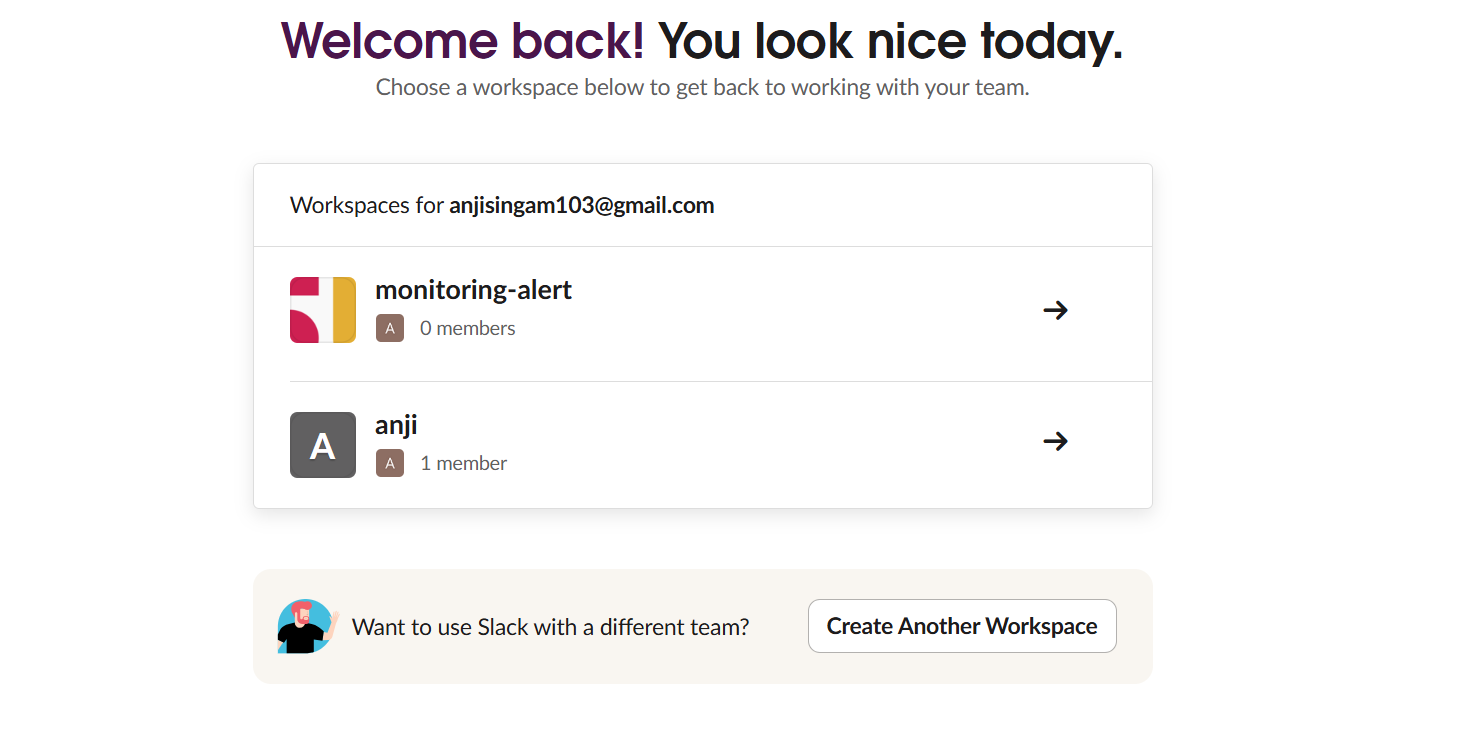 Welcome back! You look nice today.
Choose a workspace below to get back to working with your team.
Workspaces for anjisingam103@gmail.com
monitoring-alert
A 0 members
A
anji
A 1 member
Want to use Slack with a different team?
Create Another Workspace